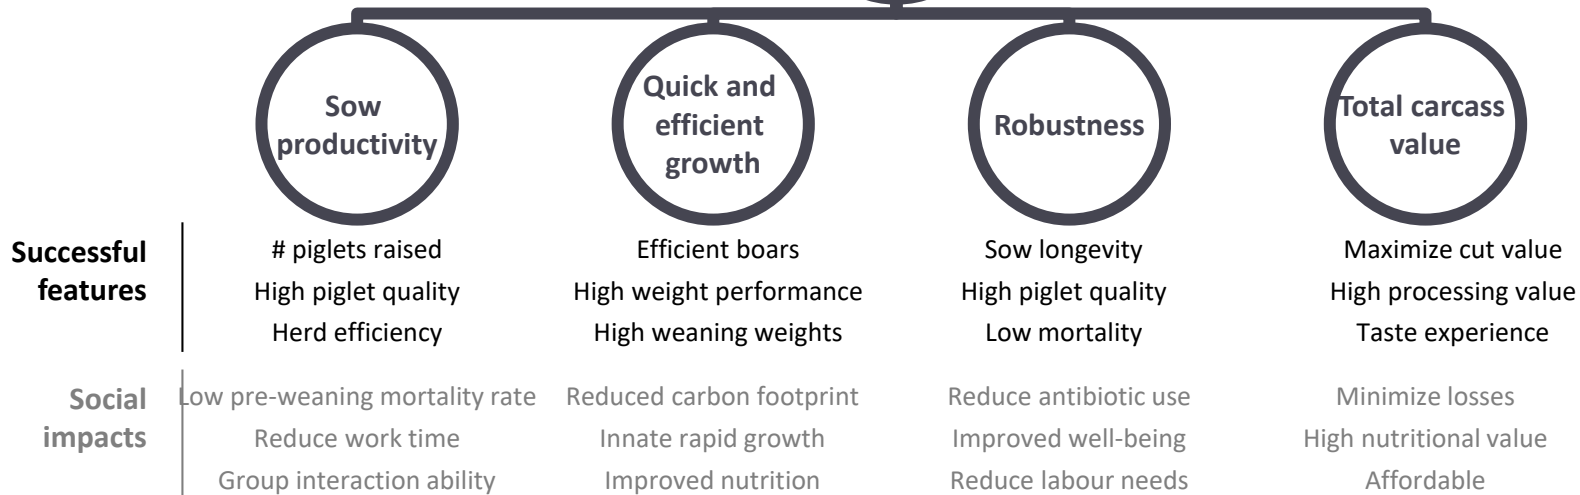 Sow
productivity
Quick and
efficient
growth
Robustness
Total carcass
value
Successful
features
# piglets raised
High piglet quality
Herd efficiency
Efficient boars
High weight performance
High weaning weights
Sow longevity
High piglet quality
Low mortality
Maximize cut value
High processing value
Taste experience
Social
impacts
Low pre-weaning mortality rate
Reduce work time
Group interaction ability
Reduced carbon footprint
Innate rapid growth
Improved nutrition
Reduce antibiotic use
Improved well-being
Reduce labour needs
Minimize losses
High nutritional value
Affordable